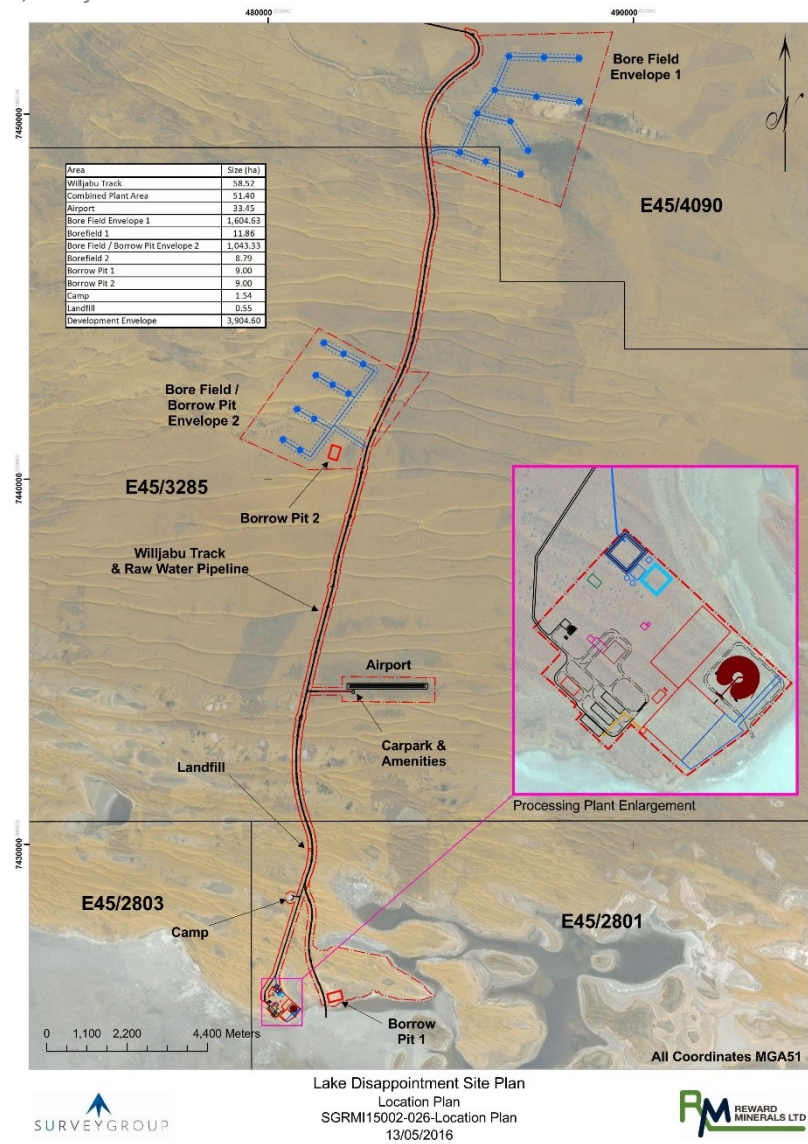 480000
490000
Bore Field
Envelope 1
7450000
Area Size (ha)
Willjabu Track 58.52
Combined Plant Area 51.40
Airport 33.45
Bore Field Envelope 1 1,604.63
Borefield 1 11.86
Bore Field / Borrow Pit Envelope 2 1,043.33
Borefield 2 8.79
Borrow Pit 1 9.00
Borrow Pit 2 9.00
Camp 1.54
Landfill 0.55
Development Envelope 3,904.60
E45/4090
Bore Field /
Borrow Pit
Envelope 2
7440000
E45/3285
Borrow Pit 2
Willjabu Track
& Raw Water Pipeline
Airport
Carpark &
Amenities
Landfill
Processing Plant Enlargement
7430000
E45/2803
E45/2801
Camp
Borrow
Pit 1
0 1,100 2,200 4,400 Meters
All Coordinates MGA51
Lake Disappointment Site Plan
Location Plan
SGRMI15002-026-Location Plan
13/05/2016
SURVEYGROUP
RM REWARD
MINERALS LTD